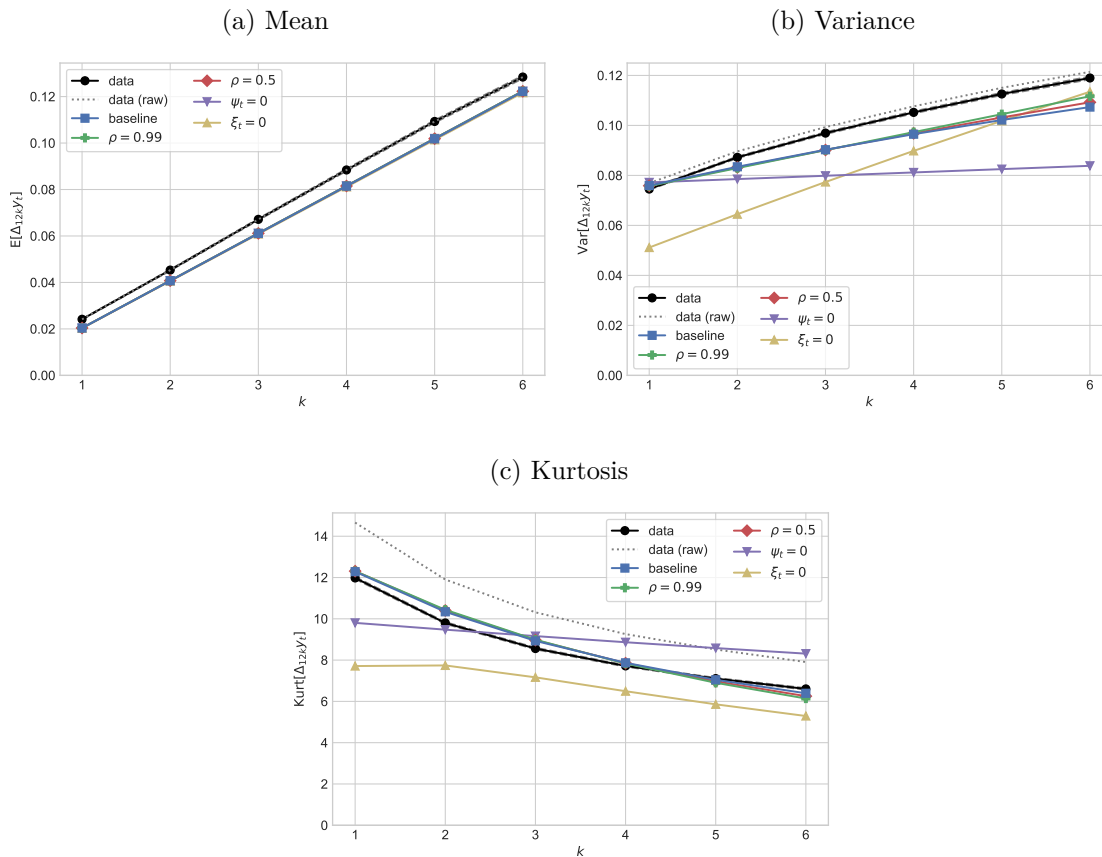 (a) Mean
E[Δ₁₂ₖyₜ]
0.12
0.10
0.08
0.06
0.04
0.02
0.00
data
data (raw)
baseline
ρ = 0.99
ρ = 0.5
ψₜ = 0
ξₜ = 0
1 2 3 4 5 6
k
(b) Variance
Var[Δ₁₂ₖyₜ]
0.12
0.10
0.08
0.06
0.04
0.02
0.00
data
data (raw)
baseline
ρ = 0.99
ρ = 0.5
ψₜ = 0
ξₜ = 0
1 2 3 4 5 6
k
(c) Kurtosis
Kurt[Δ₁₂ₖyₜ]
14
12
10
8
6
4
2
0
data
data (raw)
baseline
ρ = 0.99
ρ = 0.5
ψₜ = 0
ξₜ = 0
1 2 3 4 5 6
k